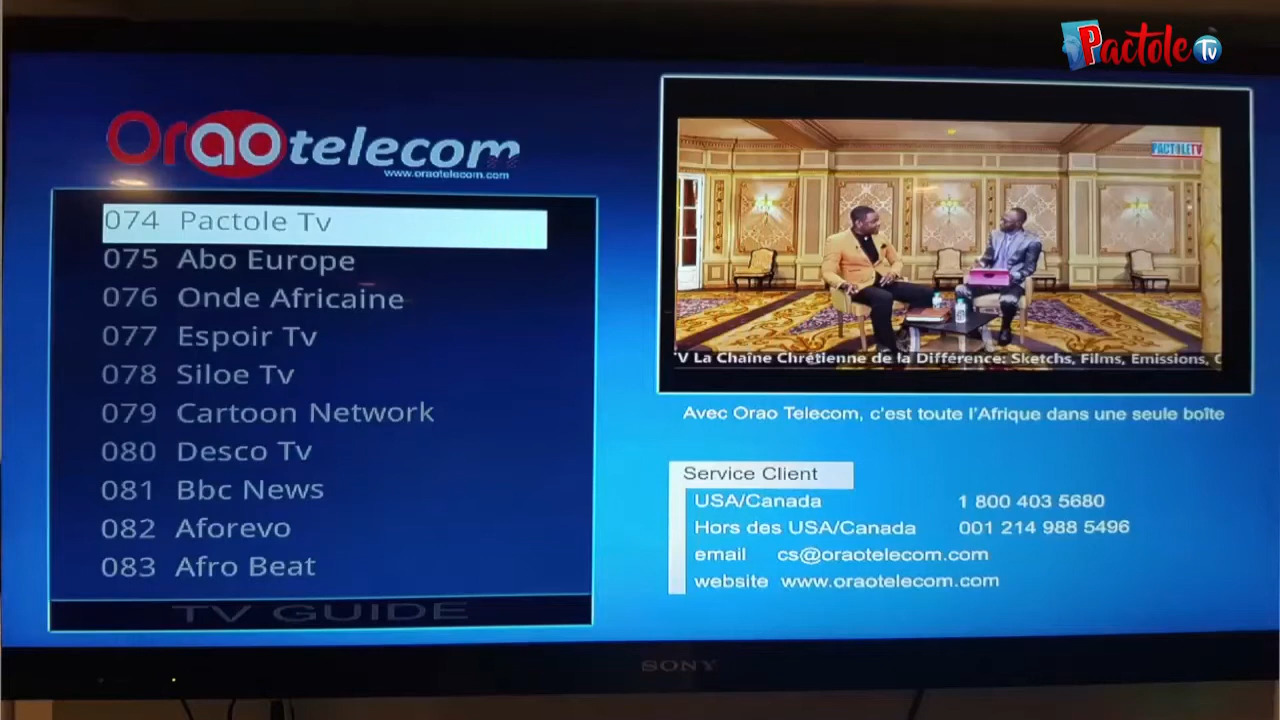 Pactole Tv
Orao telecom
www.oraotelecom.com
074 Pactole Tv
075 Abo Europe
076 Onde Africaine
077 Espoir Tv
078 Siloe Tv
079 Cartoon Network
080 Desco Tv
081 Bbc News
082 Aforevo
083 Afro Beat
TV GUIDE
PACTOLE TV
V La Chaîne Chrétienne de la Différence: Sketchs, Films, Emissions, C
Avec Orao Telecom, c'est toute l'Afrique dans une seule boîte
Service Client
USA/Canada 1 800 403 5680
Hors des USA/Canada 001 214 988 5496
email cs@oraotelecom.com
website www.oraotelecom.com
SONY